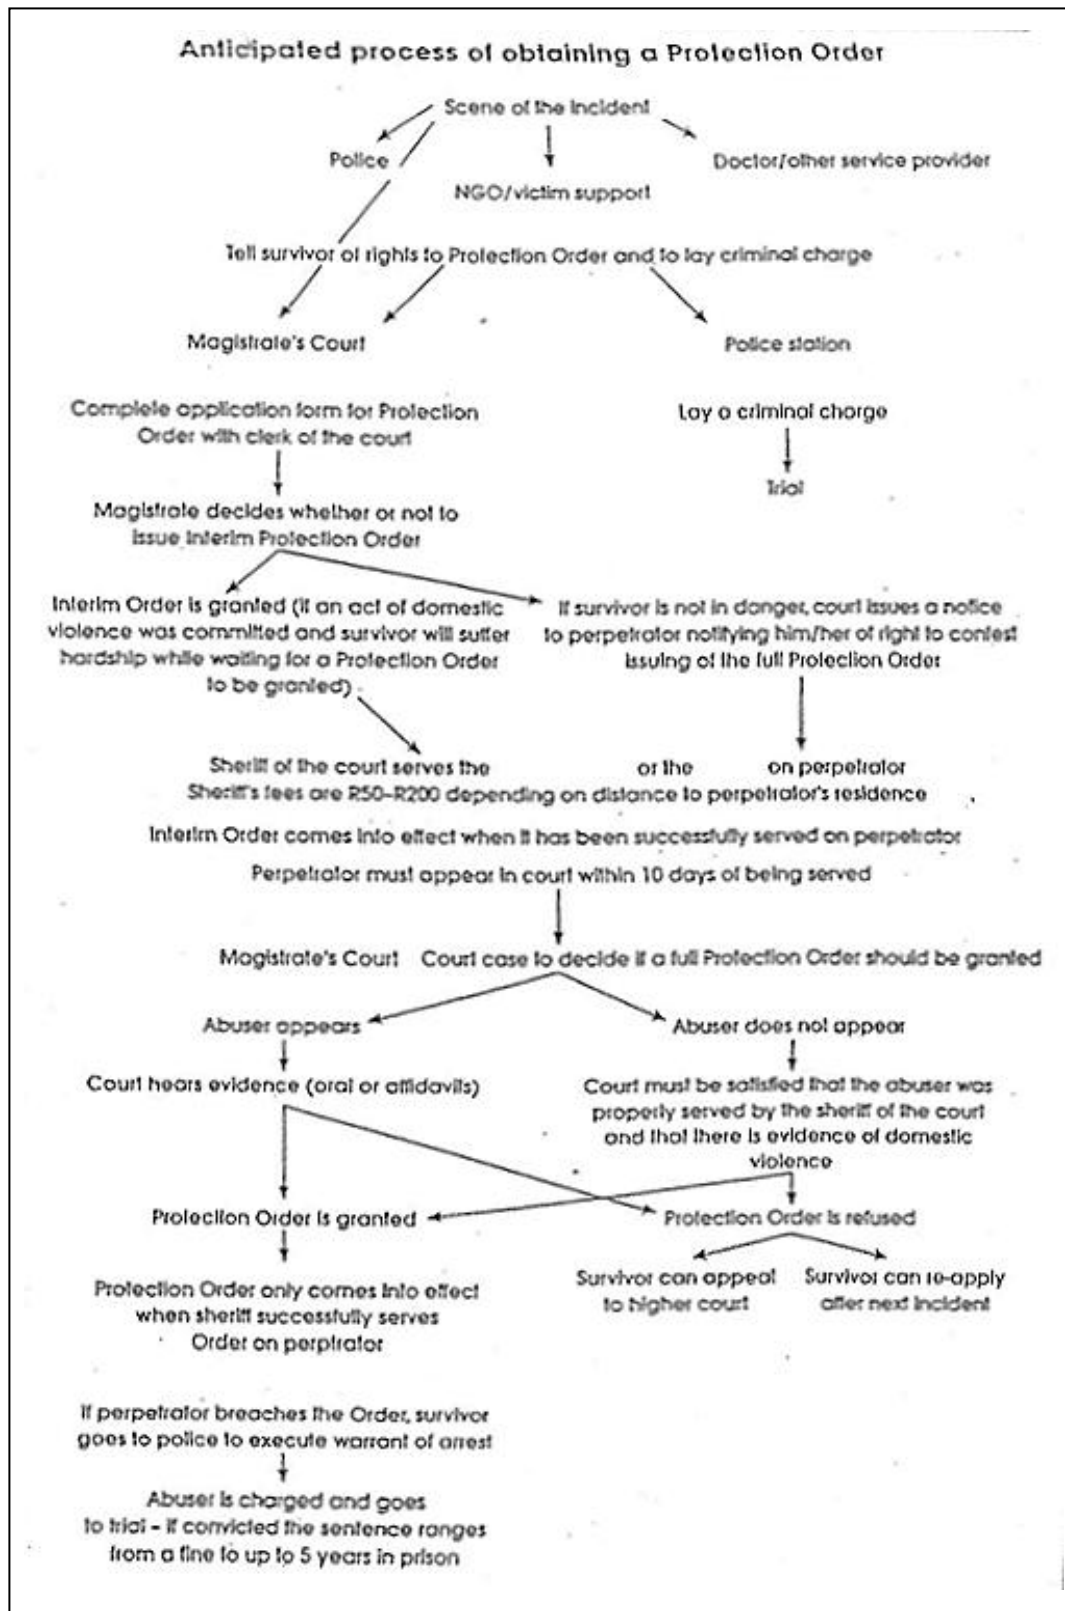 Anticipated process of obtaining a Protection Order
Scene of the Incident
Police
Doctor/other service provider
NGO/victim support
Tell survivor of rights to Protection Order and to lay criminal charge
Magistrate's Court
Police station
Complete application form for Protection
Order with clerk of the court
Lay a criminal charge
Trial
Magistrate decides whether or not to
issue Interim Protection Order
Interim Order is granted (if an act of domestic
violence was committed and survivor will suffer
hardship while waiting for a Protection Order
to be granted)
If survivor is not in danger, court issues a notice
to perpetrator notifying him/her of right to contest
issuing of the full Protection Order
Sheriff of the court serves the or the on perpetrator
Sheriff's fees are R50-R200 depending on distance to perpetrator's residence
Interim Order comes into effect when it has been successfully served on perpetrator
Perpetrator must appear in court within 10 days of being served
Magistrate's Court Court case to decide if a full Protection Order should be granted
Abuser appears
Abuser does not appear
Court hears evidence (oral or affidavits)
Court must be satisfied that the abuser was
properly served by the sheriff of the court
and that there is evidence of domestic
violence
Protection Order is granted
Protection Order is refused
Protection Order only comes into effect
when sheriff successfully serves
Order on perptrator
Survivor can appeal
to higher court
Survivor can re-apply
after next incident
If perpetrator breaches the Order, survivor
goes to police to execute warrant of arrest
Abuser is charged and goes
to trial - if convicted the sentence ranges
from a fine to up to 5 years in prison